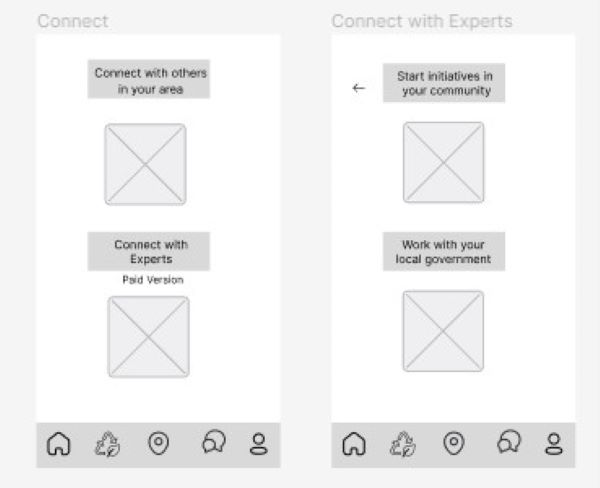 Connect
Connect with others
in your area
Connect with
Experts
Paid Version
Connect with Experts
←
Start initiatives in
your community
Work with your
local government